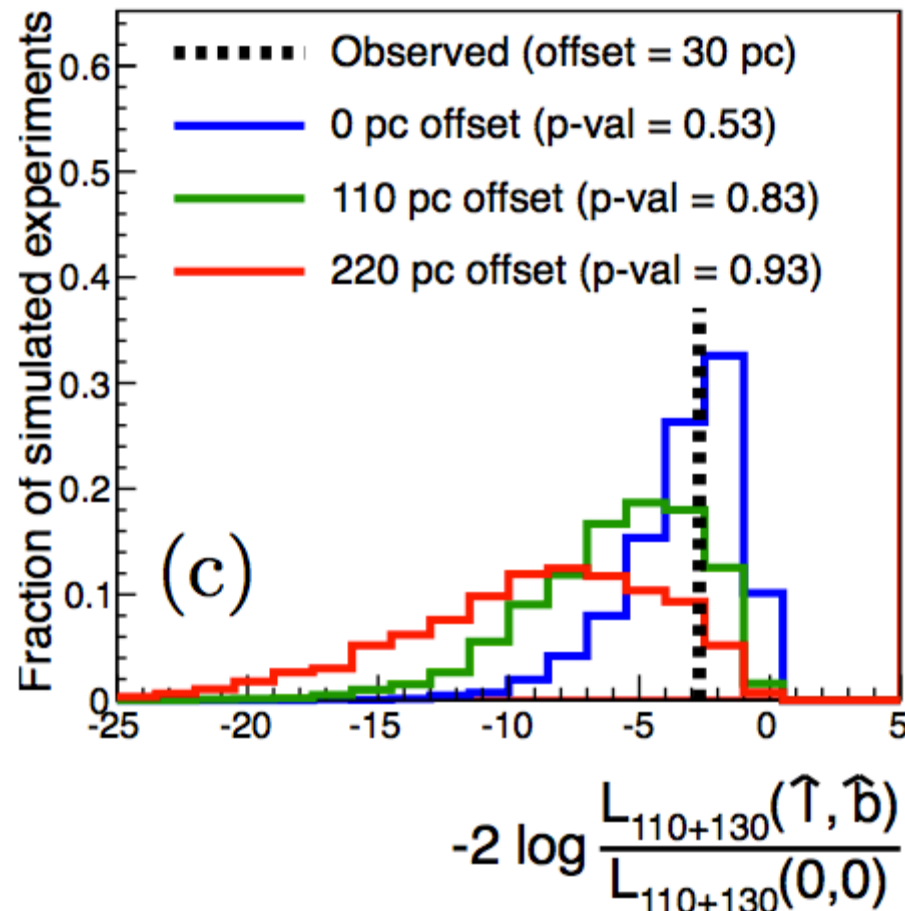 Fraction of simulated experiments
0.6
0.5
0.4
0.3
0.2
0.1
0
Observed (offset = 30 pc)
0 pc offset (p-val = 0.53)
110 pc offset (p-val = 0.83)
220 pc offset (p-val = 0.93)
(c)
-25 -20 -15 -10 -5 0 5
-2 log L₁₁₀₊₁₃₀(l̂, b̂)
L₁₁₀₊₁₃₀(0,0)